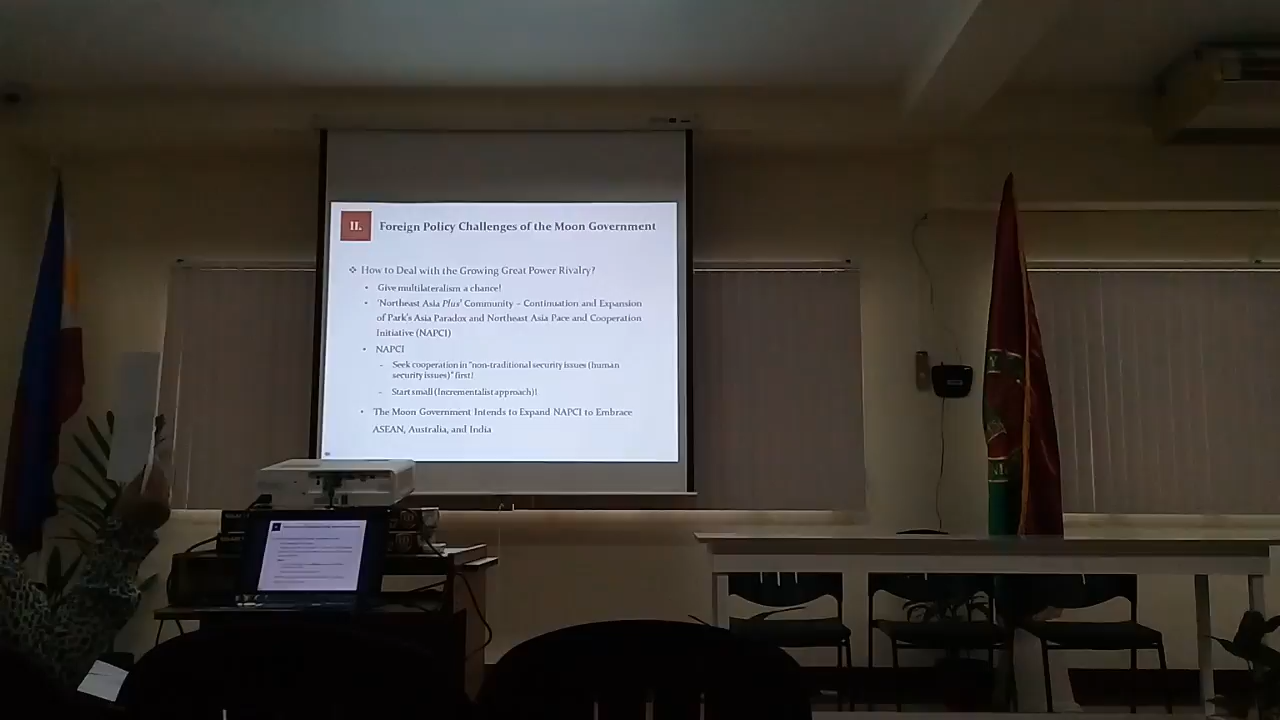 II. Foreign Policy Challenges of the Moon Government
❖ How to Deal with the Growing Great Power Rivalry?
• Give multilateralism a chance!
• 'Northeast Asia Plus' Community – Continuation and Expansion
of Park's Asia Paradox and Northeast Asia Pace and Cooperation
Initiative (NAPCI)
• NAPCI
– Seek cooperation in "non-traditional security issues (human
security issues)" first!
– Start small (Incrementalist approach)!
• The Moon Government Intends to Expand NAPCI to Embrace
ASEAN, Australia, and India